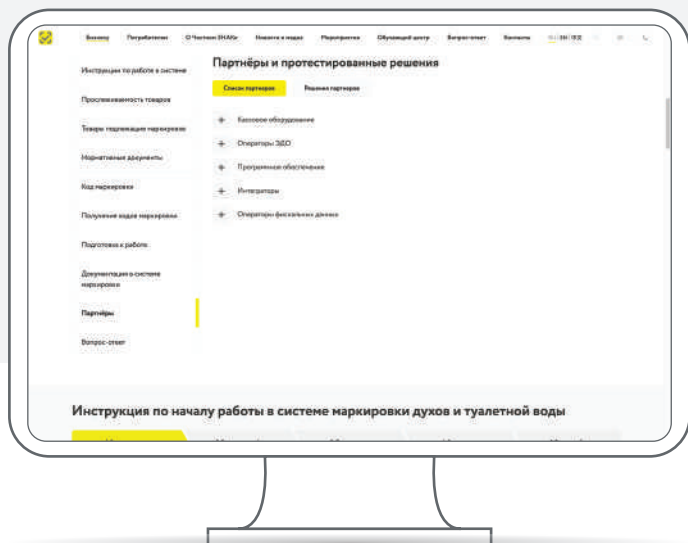 Бизнесу Потребителям О Честном ЗНАКе Новости и медиа Мероприятия Обучающий центр Вопрос-ответ Контакты
Партнёры и протестированные решения
Список партнеров Решения партнеров
Инструкции по работе в системе
Прослеживаемость товаров
Товары подлежащие маркировке
Нормативные документы
Код маркировки
Получение кодов маркировки
Подготовка к работе
Документация в системе
маркировки
Партнёры
Вопрос-ответ
Кассовое оборудование
Операторы ЭДО
Программное обеспечение
Интеграторы
Операторы фискальных данных
Инструкция по началу работы в системе маркировки духов и туалетной воды